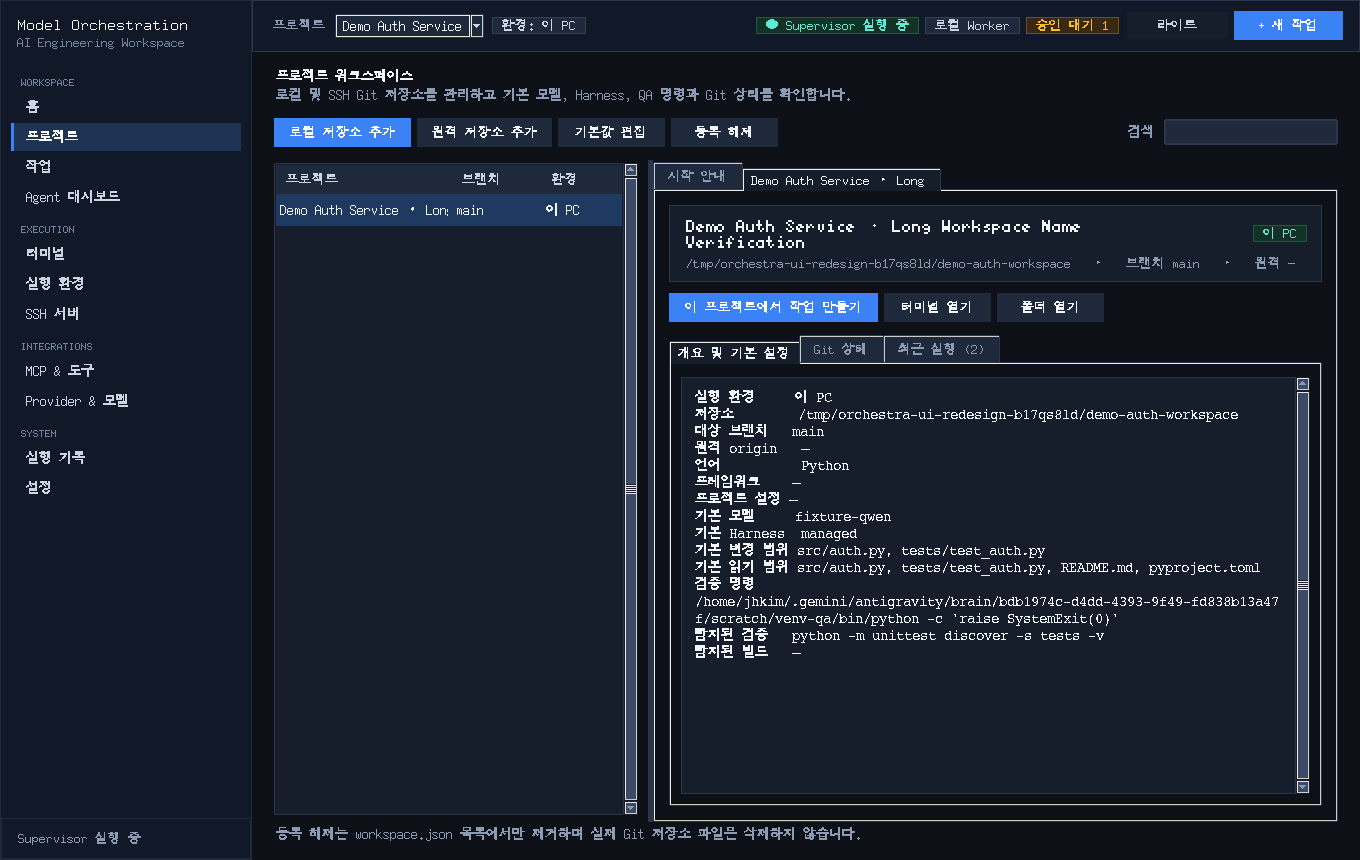 Model Orchestration
AI Engineering Workspace
WORKSPACE
홈
프로젝트
작업
Agent 대시보드
EXECUTION
터미널
실행 환경
SSH 서버
INTEGRATIONS
MCP & 도구
Provider & 모델
SYSTEM
실행 기록
설정
Supervisor 실행 중
프로젝트 Demo Auth Service 환경: 이 PC Supervisor 실행 중 로컬 Worker 승인 대기 1 라이트 + 새 작업
프로젝트 워크스페이스
로컬 및 SSH Git 저장소를 관리하고 기본 모델, Harness, QA 명령과 Git 상태를 확인합니다.
로컬 저장소 추가 원격 저장소 추가 기본값 편집 등록 해제 검색
프로젝트 브랜치 환경
Demo Auth Service · Long main 이 PC
시작 안내 Demo Auth Service · Long
Demo Auth Service · Long Workspace Name
Verification
이 PC
/tmp/orchestra-ui-redesign-b17qs8ld/demo-auth-workspace · 브랜치 main · 원격 —
이 프로젝트에서 작업 만들기 터미널 열기 폴더 열기
개요 및 기본 설정 Git 상태 최근 실행 (2)
실행 환경 이 PC
저장소 /tmp/orchestra-ui-redesign-b17qs8ld/demo-auth-workspace
대상 브랜치 main
원격 origin —
언어 Python
프레임워크 —
프로젝트 설정 —
기본 모델 fixture-qwen
기본 Harness managed
기본 변경 범위 src/auth.py, tests/test_auth.py
기본 읽기 범위 src/auth.py, tests/test_auth.py, README.md, pyproject.toml
검증 명령
/home/jhkim/.gemini/antigravity/brain/bdb1974c-d4dd-4393-9f49-fd838b13a47
f/scratch/venv-qa/bin/python -c 'raise SystemExit(0)'
탐지된 검증 python -m unittest discover -s tests -v
탐지된 빌드 —
등록 해제는 workspace.json 목록에서만 제거하며 실제 Git 저장소 파일은 삭제하지 않습니다.